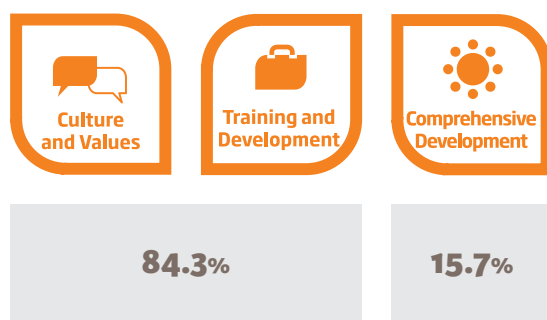 Culture
and Values
Training and
Development
Comprehensive
Development
84.3%
15.7%